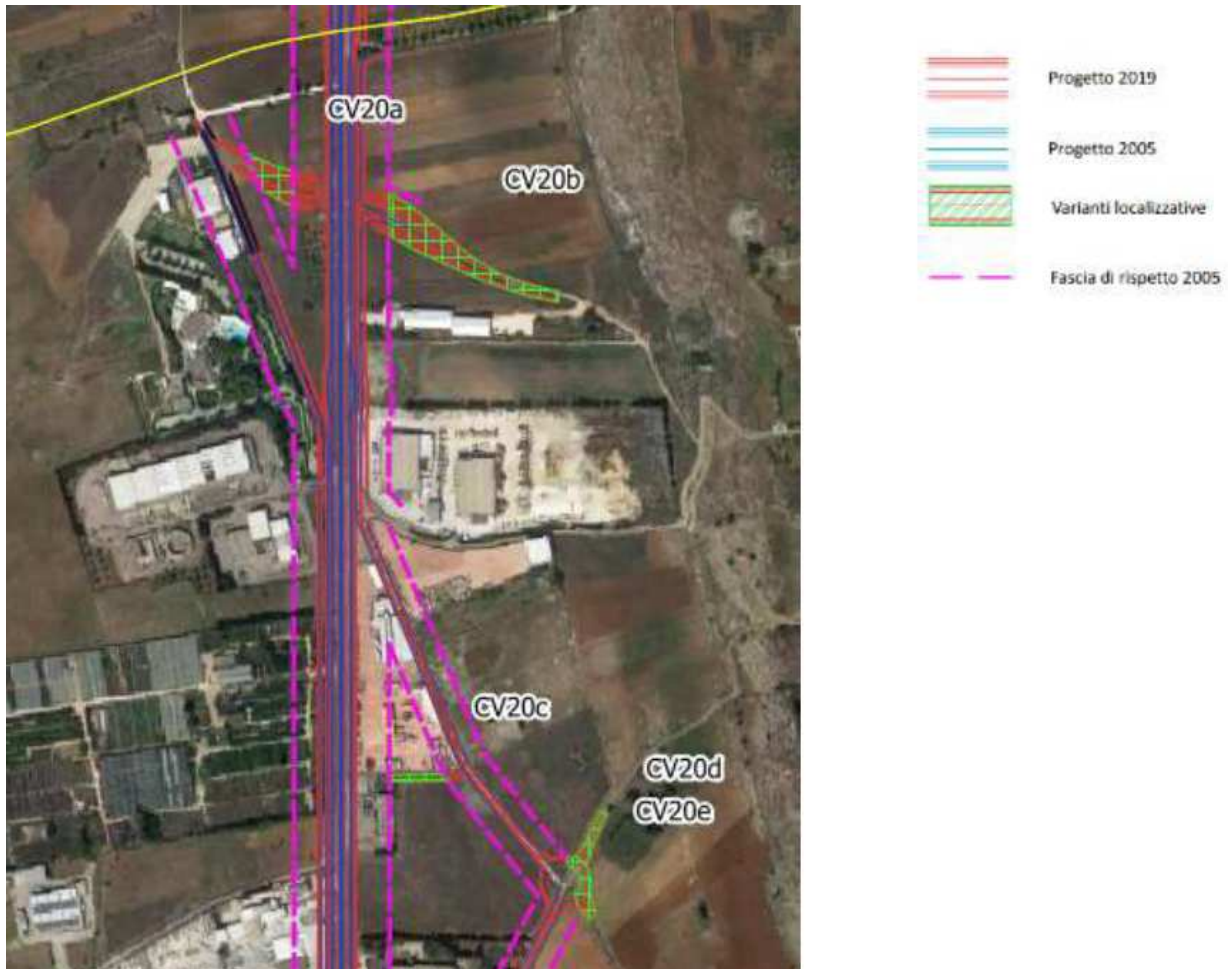 CV20a
CV20b
CV20c
CV20d
CV20e
Progetto 2019
Progetto 2005
Varianti localizzative
Fascia di rispetto 2005